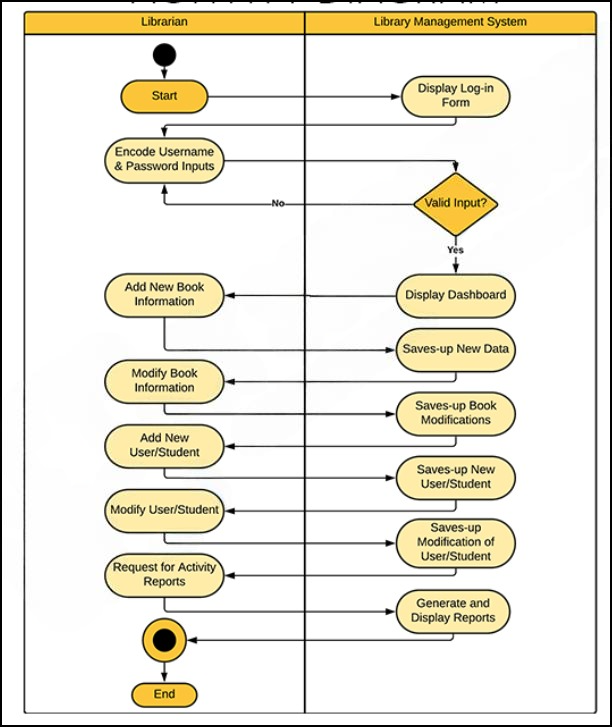 Librarian
Library Management System
Start
Display Log-in
Form
Encode Username
& Password Inputs
Valid Input?
No
Yes
Add New Book
Information
Display Dashboard
Saves-up New Data
Modify Book
Information
Saves-up Book
Modifications
Add New
User/Student
Saves-up New
User/Student
Modify User/Student
Saves-up
Modification of
User/Student
Request for Activity
Reports
Generate and
Display Reports
End